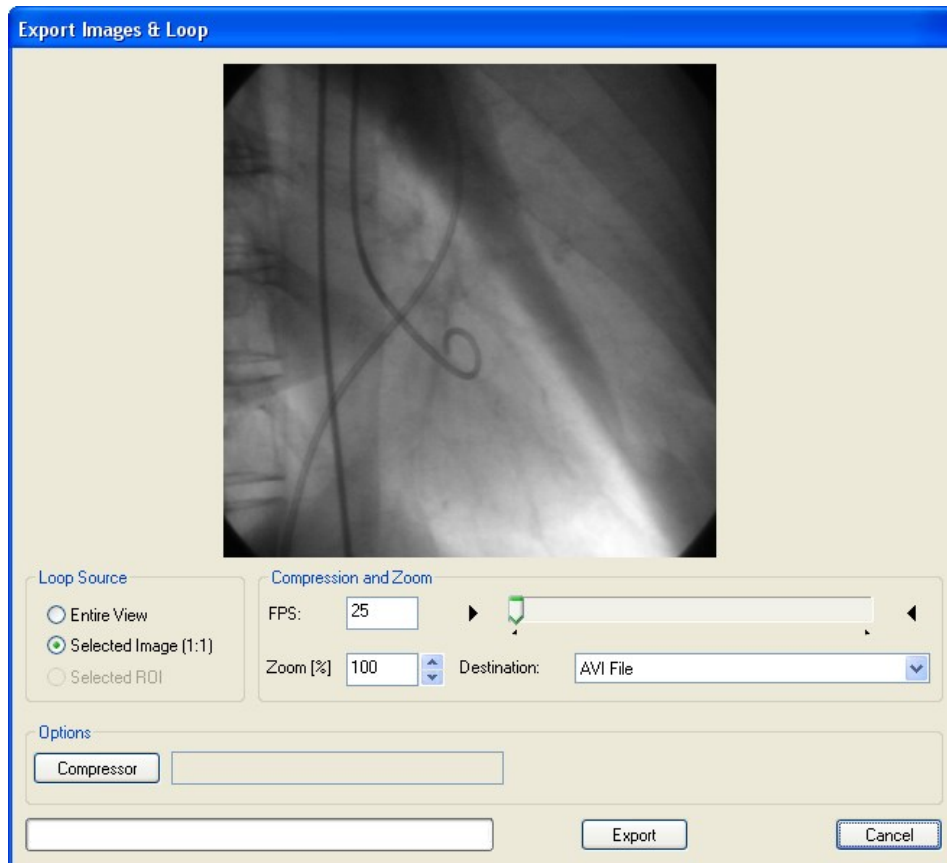 Export Images & Loop
Loop Source
Entire View
Selected Image (1:1)
Selected ROI
Compression and Zoom
FPS: 25
Zoom [%] 100 Destination: AVI File
Options
Compressor
Export Cancel